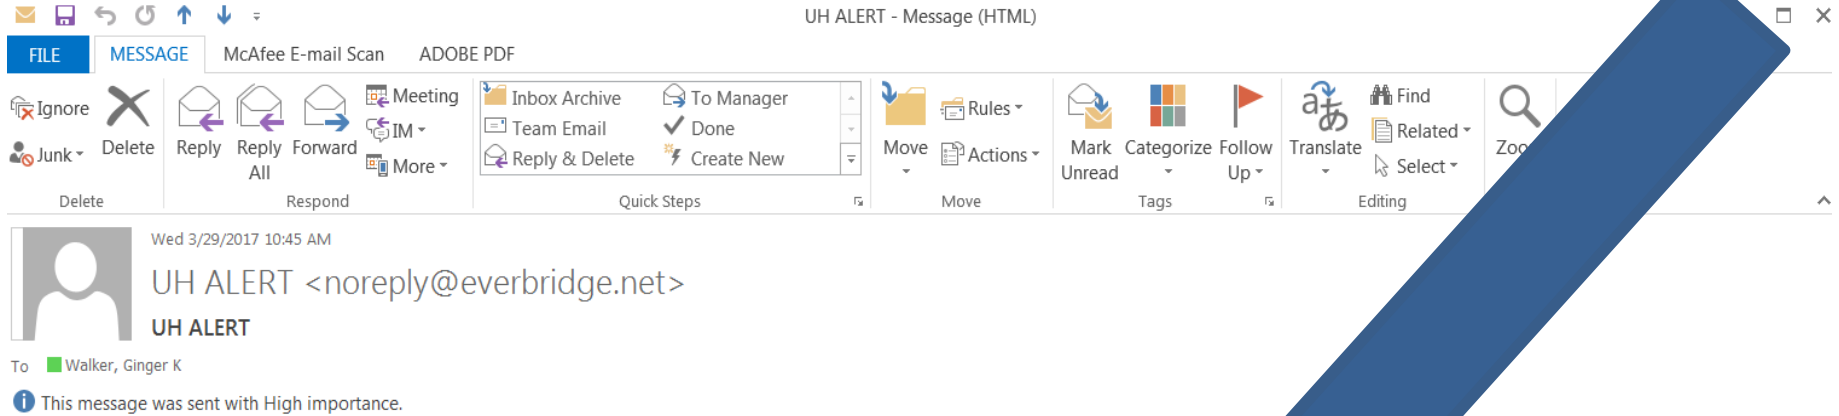 UH ALERT - Message (HTML)
FILE MESSAGE McAfee E-mail Scan ADOBE PDF
Ignore
Junk
Delete
Delete
Reply
Reply All
Forward
Meeting
IM
More
Respond
Inbox Archive
Team Email
Reply & Delete
To Manager
Done
Create New
Quick Steps
Move
Rules
Actions
Move
Mark Unread
Categorize
Follow Up
Tags
Translate
Find
Related
Select
Editing
Wed 3/29/2017 10:45 AM
UH ALERT <noreply@everbridge.net>
UH ALERT
To Walker, Ginger K
This message was sent with High importance.